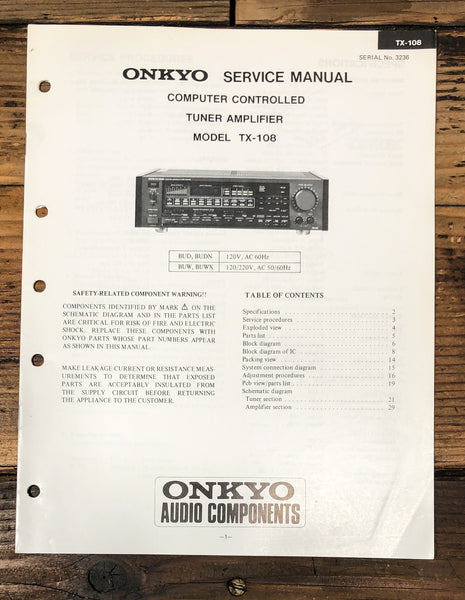 TX-108
SERIAL No. 3236
ONKYO SERVICE MANUAL
COMPUTER CONTROLLED
TUNER AMPLIFIER
MODEL TX-108
BUD, BUDN 120V, AC 60Hz
BUW, BUWX 120/220V, AC 50/60Hz
SAFETY-RELATED COMPONENT WARNING!!
COMPONENTS IDENTIFIED BY MARK ⚠ ON THE
SCHEMATIC DIAGRAM AND IN THE PARTS LIST
ARE CRITICAL FOR RISK OF FIRE AND ELECTRIC
SHOCK. REPLACE THESE COMPONENTS WITH
ONKYO PARTS WHOSE PART NUMBERS APPEAR
AS SHOWN IN THIS MANUAL.
MAKE LEAKAGE CURRENT OR RESISTANCE MEAS-
UREMENTS TO DETERMINE THAT EXPOSED
PARTS ARE ACCEPTABLY INSULATED FROM
THE SUPPLY CIRCUIT BEFORE RETURNING
THE APPLIANCE TO THE CUSTOMER.
TABLE OF CONTENTS
Specifications 2
Service procedures 3
Exploded view 4
Parts list 5
Block diagram 6
Block diagram of IC 8
Packing view 14
System connection diagram 15
Adjustment procedures 16
Pcb view/parts list 19
Schematic diagram
Tuner section 21
Amplifier section 29
ONKYO
AUDIO COMPONENTS
–1–